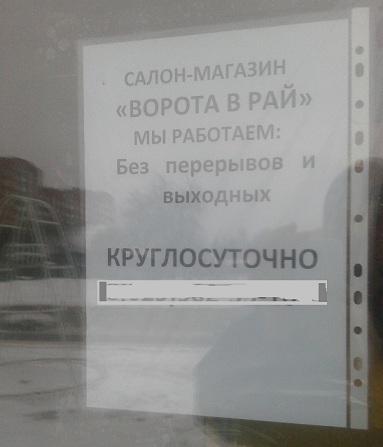 САЛОН-МАГАЗИН
«ВОРОТА В РАЙ»
МЫ РАБОТАЕМ:
Без перерывов и
выходных
КРУГЛОСУТОЧНО